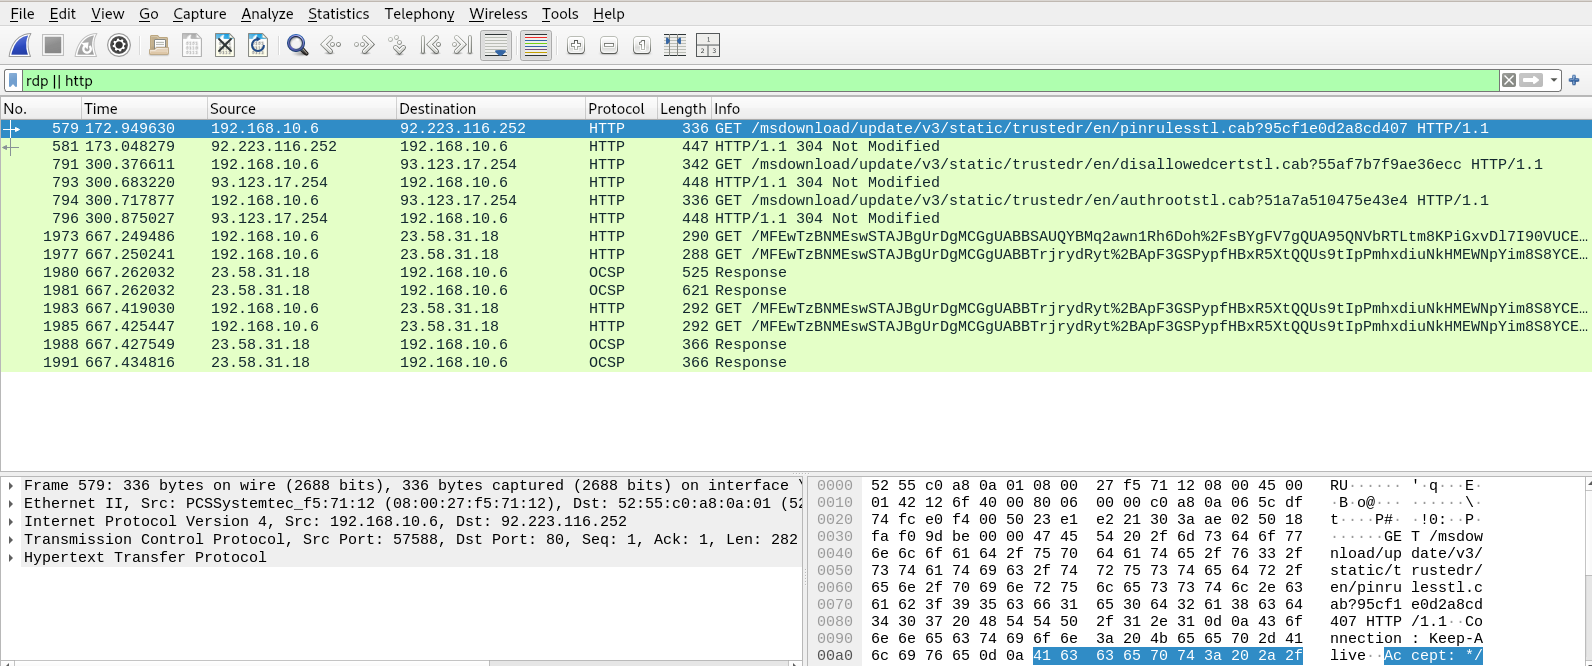 File Edit View Go Capture Analyze Statistics Telephony Wireless Tools Help
rdp || http
No. Time Source Destination Protocol Length Info
579 172.949630 192.168.10.6 92.223.116.252 HTTP 336 GET /msdownload/update/v3/static/trustedr/en/pinrulesstl.cab?95cf1e0d2a8cd407 HTTP/1.1
581 173.048279 92.223.116.252 192.168.10.6 HTTP 447 HTTP/1.1 304 Not Modified
791 300.376611 192.168.10.6 93.123.17.254 HTTP 342 GET /msdownload/update/v3/static/trustedr/en/disallowedcertstl.cab?55af7b7f9ae36ecc HTTP/1.1
793 300.683220 93.123.17.254 192.168.10.6 HTTP 448 HTTP/1.1 304 Not Modified
794 300.717877 192.168.10.6 93.123.17.254 HTTP 336 GET /msdownload/update/v3/static/trustedr/en/authrootstl.cab?51a7a510475e43e4 HTTP/1.1
796 300.875027 93.123.17.254 192.168.10.6 HTTP 448 HTTP/1.1 304 Not Modified
1973 667.249486 192.168.10.6 23.58.31.18 HTTP 290 GET /MFEwTzBNMEswSTAJBgUrDgMCGgUABBSAUQYBMq2awn1Rh6Doh%2FsBYgFV7gQUA95QNVbRTLtm8KPiGxvDl7I90VUCE…
1977 667.250241 192.168.10.6 23.58.31.18 HTTP 288 GET /MFEwTzBNMEswSTAJBgUrDgMCGgUABBTrjrydRyt%2BApF3GSPypfHBxR5XtQQUs9tIpPmhxdiuNkHMEWNpYim8S8YCE…
1980 667.262032 23.58.31.18 192.168.10.6 OCSP 525 Response
1981 667.262032 23.58.31.18 192.168.10.6 OCSP 621 Response
1983 667.419030 192.168.10.6 23.58.31.18 HTTP 292 GET /MFEwTzBNMEswSTAJBgUrDgMCGgUABBTrjrydRyt%2BApF3GSPypfHBxR5XtQQUs9tIpPmhxdiuNkHMEWNpYim8S8YCE…
1985 667.425447 192.168.10.6 23.58.31.18 HTTP 292 GET /MFEwTzBNMEswSTAJBgUrDgMCGgUABBTrjrydRyt%2BApF3GSPypfHBxR5XtQQUs9tIpPmhxdiuNkHMEWNpYim8S8YCE…
1988 667.427549 23.58.31.18 192.168.10.6 OCSP 366 Response
1991 667.434816 23.58.31.18 192.168.10.6 OCSP 366 Response
Frame 579: 336 bytes on wire (2688 bits), 336 bytes captured (2688 bits) on interface
Ethernet II, Src: PCSSystemtec_f5:71:12 (08:00:27:f5:71:12), Dst: 52:55:c0:a8:0a:01 (52
Internet Protocol Version 4, Src: 192.168.10.6, Dst: 92.223.116.252
Transmission Control Protocol, Src Port: 57588, Dst Port: 80, Seq: 1, Ack: 1, Len: 282
Hypertext Transfer Protocol
0000 52 55 c0 a8 0a 01 08 00 27 f5 71 12 08 00 45 00 RU······ '·q···E·
0010 01 42 12 6f 40 00 80 06 00 00 c0 a8 0a 06 5c df ·B·o@··· ······\·
0020 74 fc e0 f4 00 50 23 e1 e2 21 30 3a ae 02 50 18 t····P#· ·!0:··P·
0030 fa f0 9d be 00 00 47 45 54 20 2f 6d 73 64 6f 77 ······GE T /msdow
0040 6e 6c 6f 61 64 2f 75 70 64 61 74 65 2f 76 33 2f nload/up date/v3/
0050 73 74 61 74 69 63 2f 74 72 75 73 74 65 64 72 2f static/t rustedr/
0060 65 6e 2f 70 69 6e 72 75 6c 65 73 73 74 6c 2e 63 en/pinru lesstl.c
0070 61 62 3f 39 35 63 66 31 65 30 64 32 61 38 63 64 ab?95cf1 e0d2a8cd
0080 34 30 37 20 48 54 54 50 2f 31 2e 31 0d 0a 43 6f 407 HTTP /1.1··Co
0090 6e 6e 65 63 74 69 6f 6e 3a 20 4b 65 65 70 2d 41 nnection : Keep-A
00a0 6c 69 76 65 0d 0a 41 63 63 65 70 74 3a 20 2a 2f live··Ac cept: */